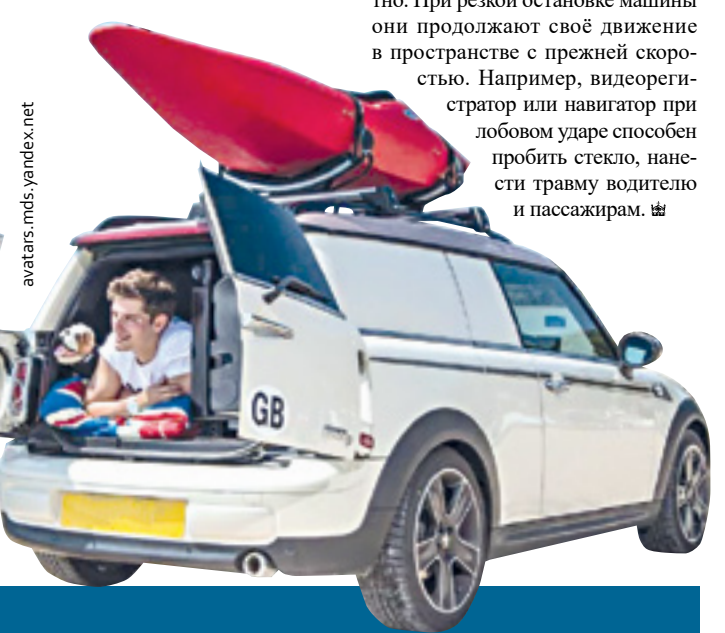 тно. При резкой остановке машины
они продолжают своё движение
в пространстве с прежней скоро-
стью. Например, видеореги-
стратор или навигатор при
лобовом ударе способен
пробить стекло, нане-
сти травму водителю
и пассажирам.
avatars.mds.yandex.net
GB